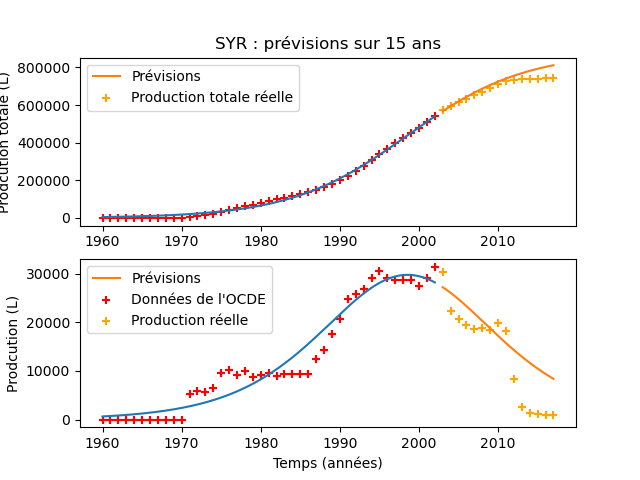 SYR : prévisions sur 15 ans
Prodcution totale (L)
800000
600000
400000
200000
0
Prévisions
Production totale réelle
1960 1970 1980 1990 2000 2010
Prodcution (L)
30000
20000
10000
0
Prévisions
Données de l'OCDE
Production réelle
1960 1970 1980 1990 2000 2010
Temps (années)